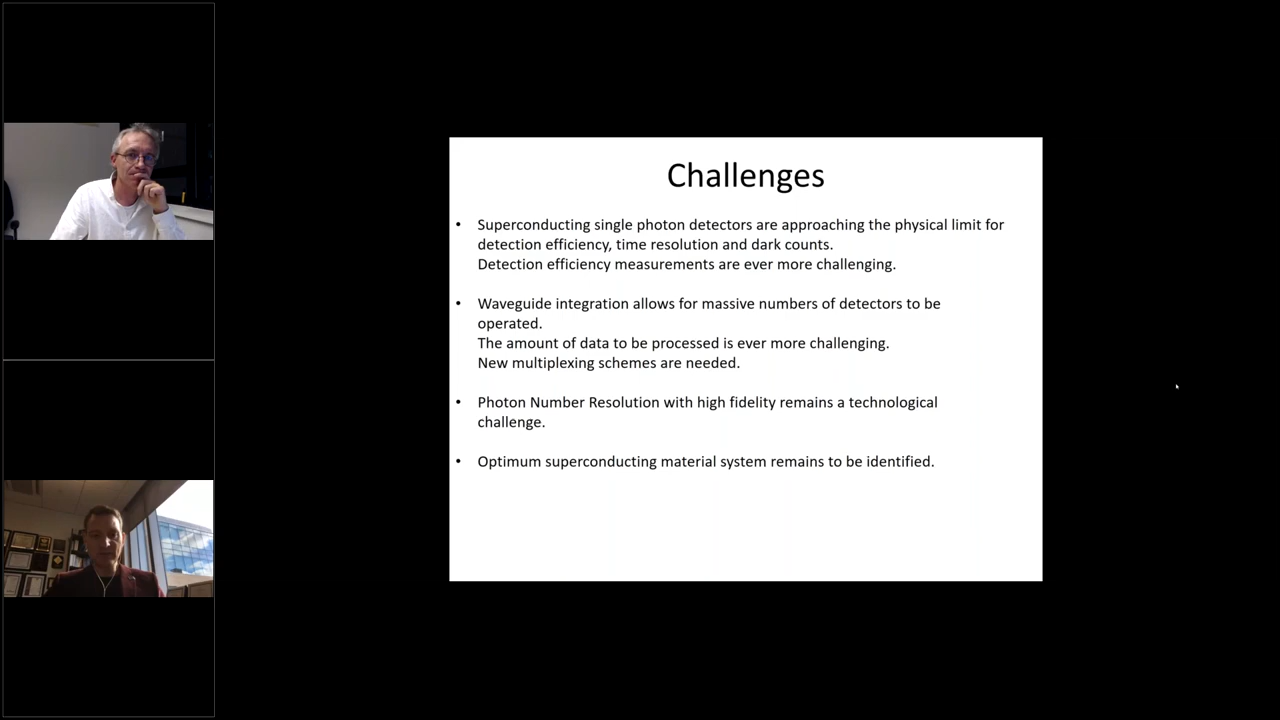 Challenges
• Superconducting single photon detectors are approaching the physical limit for
detection efficiency, time resolution and dark counts.
Detection efficiency measurements are ever more challenging.
• Waveguide integration allows for massive numbers of detectors to be
operated.
The amount of data to be processed is ever more challenging.
New multiplexing schemes are needed.
• Photon Number Resolution with high fidelity remains a technological
challenge.
• Optimum superconducting material system remains to be identified.